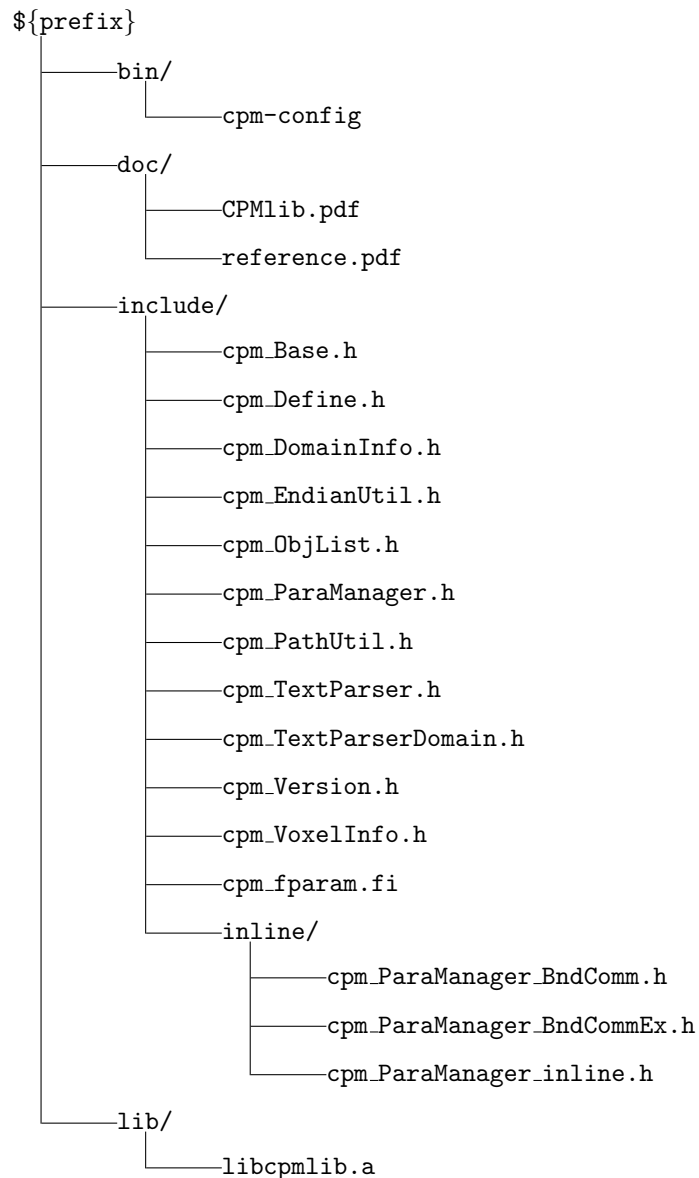 ${prefix}
bin/
cpm-config
doc/
CPMlib.pdf
reference.pdf
include/
cpm_Base.h
cpm_Define.h
cpm_DomainInfo.h
cpm_EndianUtil.h
cpm_ObjList.h
cpm_ParaManager.h
cpm_PathUtil.h
cpm_TextParser.h
cpm_TextParserDomain.h
cpm_Version.h
cpm_VoxelInfo.h
cpm_fparam.fi
inline/
cpm_ParaManager_BndComm.h
cpm_ParaManager_BndCommEx.h
cpm_ParaManager_inline.h
lib/
libcpmlib.a